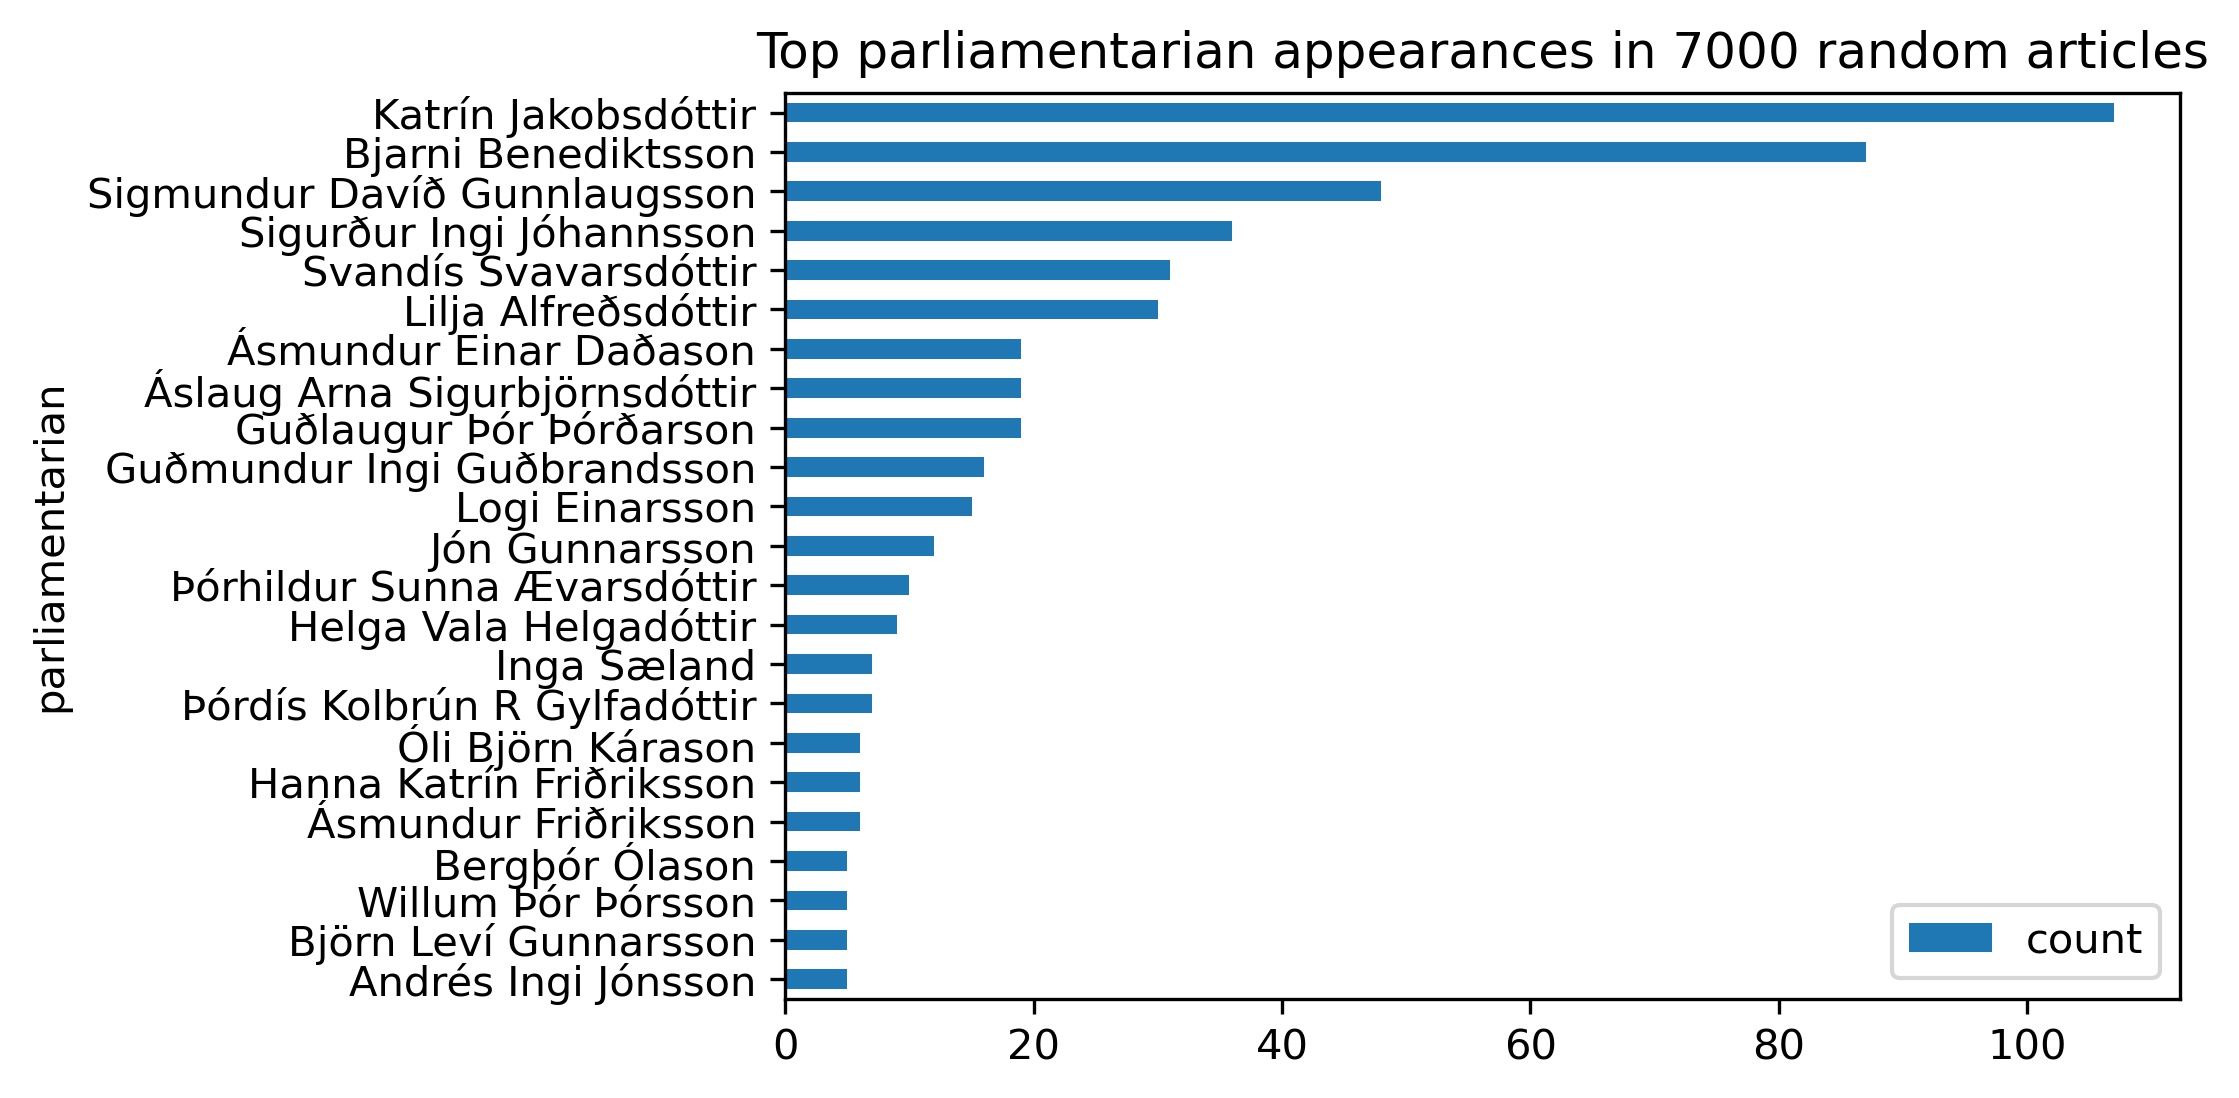 Top parliamentarian appearances in 7000 random articles
parliamentarian
Katrín Jakobsdóttir
Bjarni Benediktsson
Sigmundur Davíð Gunnlaugsson
Sigurður Ingi Jóhannsson
Svandís Svavarsdóttir
Lilja Alfreðsdóttir
Ásmundur Einar Daðason
Áslaug Arna Sigurbjörnsdóttir
Guðlaugur Þór Þórðarson
Guðmundur Ingi Guðbrandsson
Logi Einarsson
Jón Gunnarsson
Þórhildur Sunna Ævarsdóttir
Helga Vala Helgadóttir
Inga Sæland
Þórdís Kolbrún R Gylfadóttir
Óli Björn Kárason
Hanna Katrín Friðriksson
Ásmundur Friðriksson
Bergþór Ólason
Willum Þór Þórsson
Björn Leví Gunnarsson
Andrés Ingi Jónsson
count
0 20 40 60 80 100